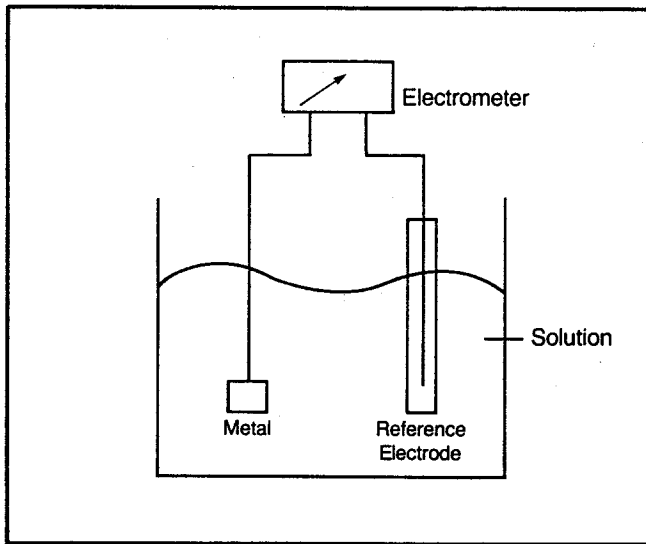 Electrometer
Solution
Metal
Reference
Electrode